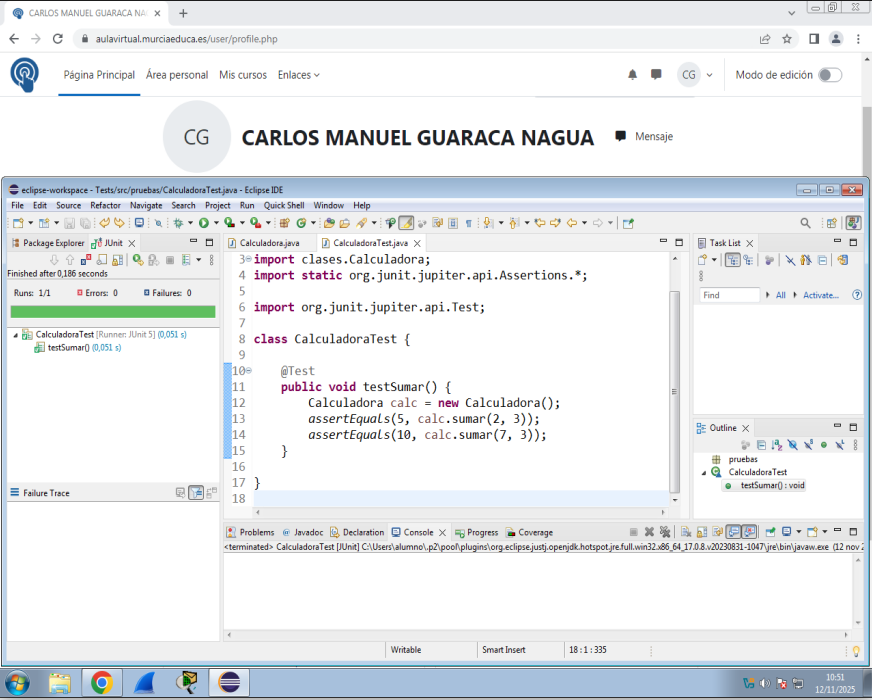 CARLOS MANUEL GUARACA NA
aulavirtual.murciaeduca.es/user/profile.php
Página Principal Área personal Mis cursos Enlaces
CG
Modo de edición
CG CARLOS MANUEL GUARACA NAGUA Mensaje
eclipse-workspace - Tests/src/pruebas/CalculadoraTest.java - Eclipse IDE
File Edit Source Refactor Navigate Search Project Run Quick Shell Window Help
Package Explorer JUnit
Finished after 0,186 seconds
Runs: 1/1 Errors: 0 Failures: 0
CalculadoraTest [Runner: JUnit 5] (0,051 s)
testSumar() (0,051 s)
Failure Trace
Calculadora.java CalculadoraTest.java
3 import clases.Calculadora;
4 import static org.junit.jupiter.api.Assertions.*;
5
6 import org.junit.jupiter.api.Test;
7
8 class CalculadoraTest {
9
10 @Test
11 public void testSumar() {
12 Calculadora calc = new Calculadora();
13 assertEquals(5, calc.sumar(2, 3));
14 assertEquals(10, calc.sumar(7, 3));
15 }
16
17 }
18
Task List
Find All Activate...
Outline
pruebas
CalculadoraTest
testSumar() : void
Problems Javadoc Declaration Console Progress Coverage
<terminated> CalculadoraTest [JUnit] C:\Users\alumno\.p2\pool\plugins\org.eclipse.justj.openjdk.hotspot.jre.full.win32.x86_64_17.0.8.v20230831-1047\jre\bin\javaw.exe (12 nov 2
Writable Smart Insert 18 : 1 : 335
10:51
12/11/2025